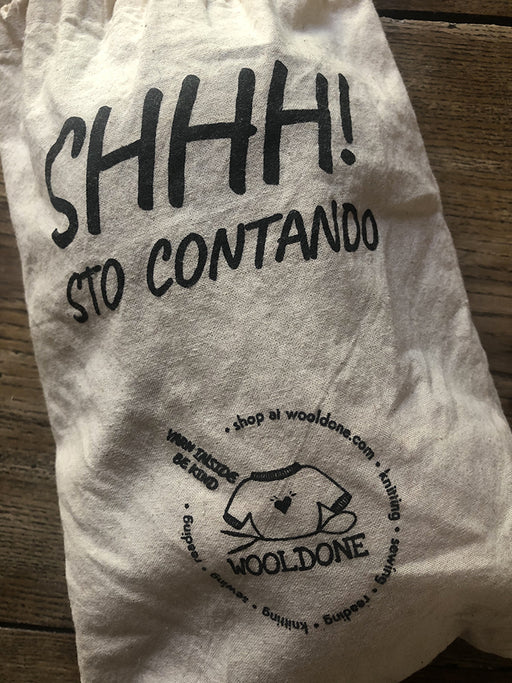 SHHH!
STO CONTANDO
• shop at wooldone.com • knitting • sewing • reading • knitting • sewing • reading •
YARN INSIDE
BE KIND
WOOLDONE